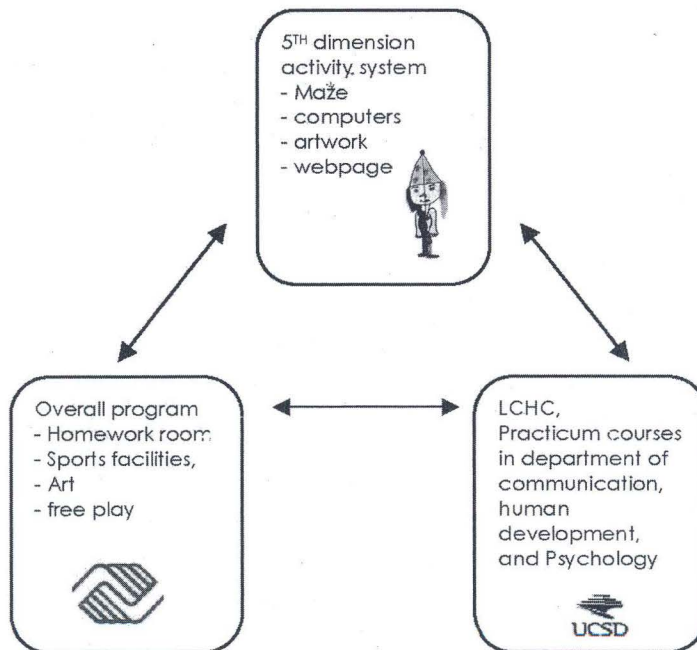 5TH dimension
activity system
- Maze
- computers
- artwork
- webpage
Overall program
- Homework room
- Sports facilities,
- Art
- free play
LCHC,
Practicum courses
in department of
communication,
human
development,
and Psychology
UCSD